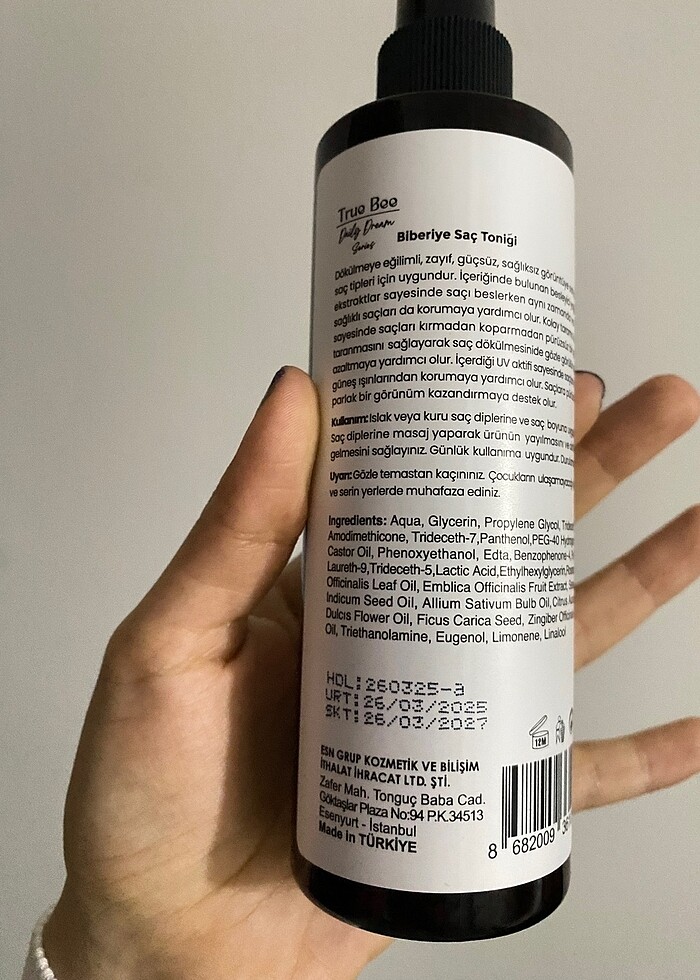 True Bee
Daily Dream
Series
Biberiye Saç Toniği
Dökülmeye eğilimli, zayıf, güçsüz, sağlıksız
saç tipleri için uygundur. İçeriğinde bulunan
ekstraktlar sayesinde saçı beslerken aynı
sağlıklı saçları da korumaya yardımcı olur. Kolay
sayesinde saçları kırmadan koparmadan
taranmasını sağlayarak saç dökülmesinide gözle
azaltmaya yardımcı olur. İçerdiği UV aktifi sayesinde
güneş ışınlarından korumaya yardımcı olur. Saçlara
parlak bir görünüm kazandırmaya destek olur.
Kullanım: Islak veya kuru saç diplerine ve saç boyuna
Saç diplerine masaj yaparak ürünün yayılmasını
gelmesini sağlayınız. Günlük kullanıma uygundur.
Uyarı: Gözle temastan kaçınınız. Çocukların
ve serin yerlerde muhafaza ediniz.
Ingredients: Aqua, Glycerin, Propylene Glycol,
Amodimethicone, Trideceth-7,Panthenol,PEG-40
Castor Oil, Phenoxyethanol, Edta, Benzophenone-4,
Laureth-9,Trideceth-5,Lactic Acid,Ethylhexylglycerin,
Officinalis Leaf Oil, Emblica Officinalis Fruit Extract,
Indicum Seed Oil, Allium Sativum Bulb Oil, Citrus
Dulcis Flower Oil, Ficus Carica Seed, Zingiber
Oil, Triethanolamine, Eugenol, Limonene, Linalool
HDL:260325-3
URT:26/03/2025
SKT:26/03/2027
12M
ESN GRUP KOZMETİK VE BİLİŞİM
İTHALAT İHRACAT LTD. ŞTİ.
Zafer Mah. Tonguç Baba Cad.
Göktaşlar Plaza No:94 P.K.34513
Esenyurt - İstanbul
Made in TÜRKİYE
8 682009